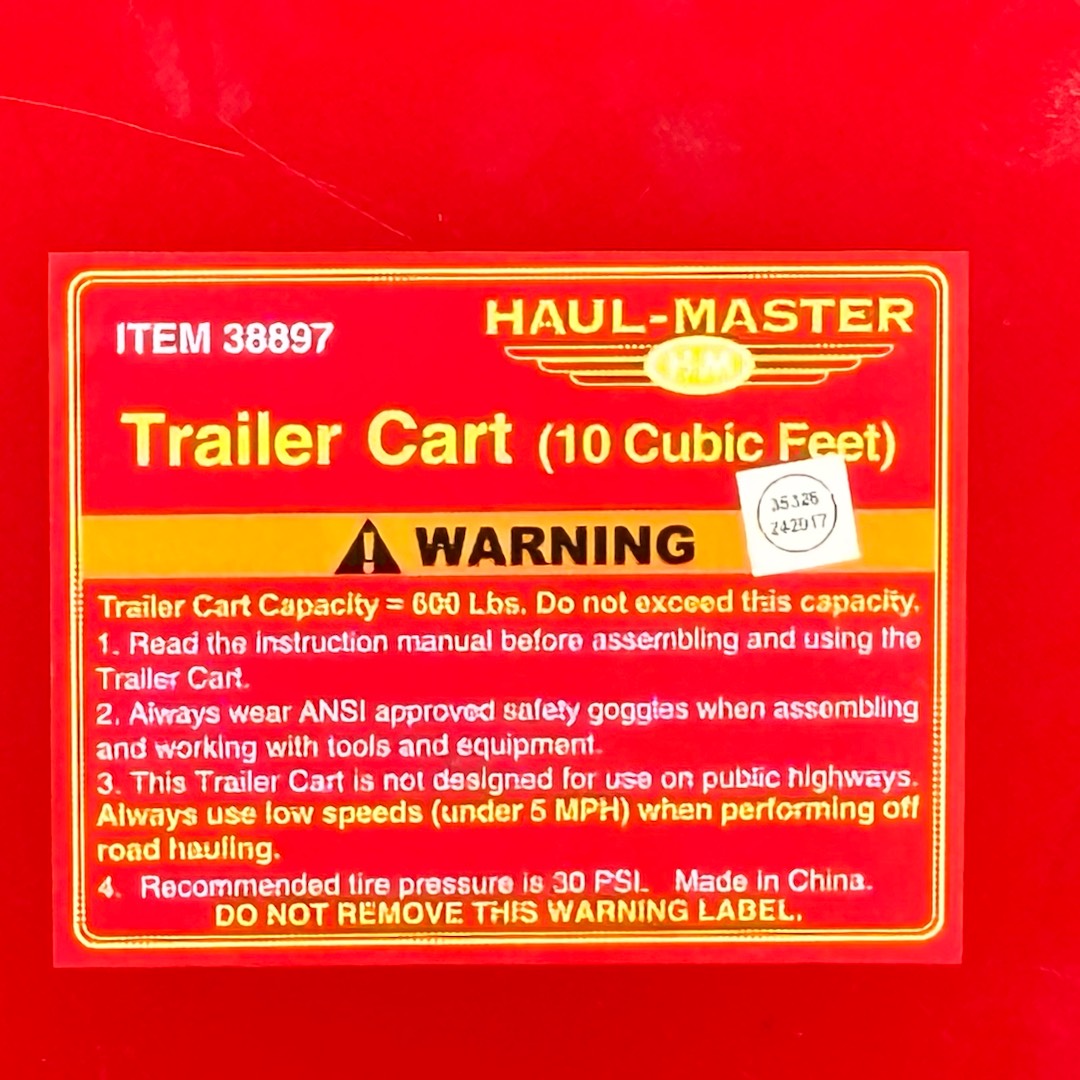 ITEM 38897
HAUL-MASTER
HM
Trailer Cart (10 Cubic Feet)
WARNING
Trailer Cart Capacity = 600 Lbs. Do not exceed this capacity.
1. Read the instruction manual before assembling and using the
Trailer Cart.
2. Always wear ANSI approved safety goggles when assembling
and working with tools and equipment.
3. This Trailer Cart is not designed for use on public highways.
Always use low speeds (under 5 MPH) when performing off
road hauling.
4. Recommended tire pressure is 30 PSI. Made in China.
DO NOT REMOVE THIS WARNING LABEL.